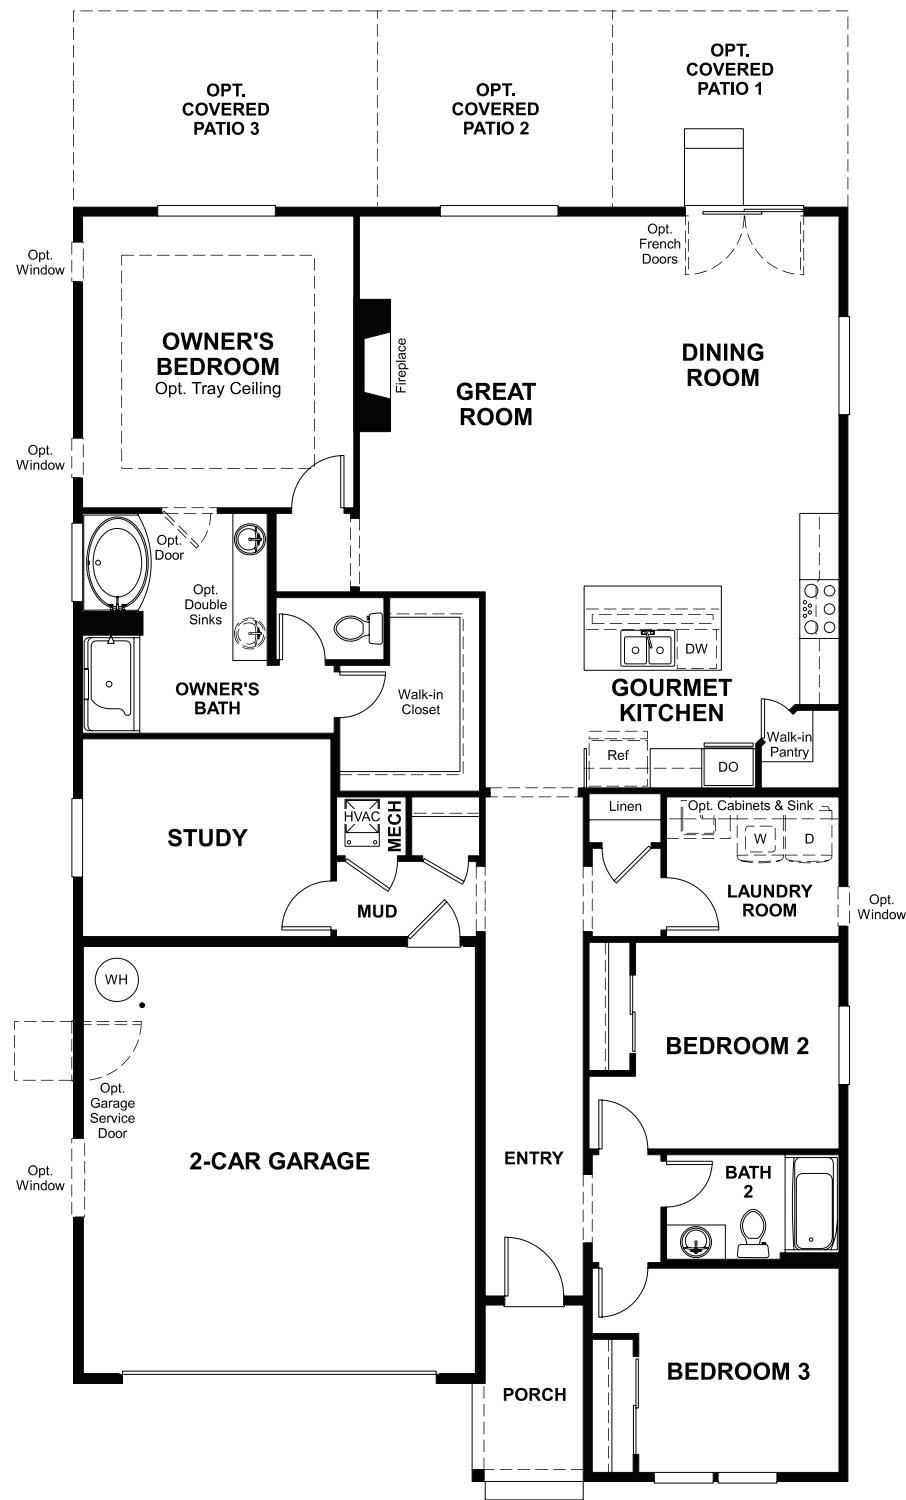 OPT.
COVERED
PATIO 3
OPT.
COVERED
PATIO 2
OPT.
COVERED
PATIO 1
Opt.
Window
Opt.
French
Doors
OWNER'S
BEDROOM
Opt. Tray Ceiling
Fireplace
GREAT
ROOM
DINING
ROOM
Opt.
Window
Opt.
Door
Opt.
Double
Sinks
OWNER'S
BATH
Walk-in
Closet
DW
GOURMET
KITCHEN
Walk-in
Pantry
Ref
DO
STUDY
HVAC
MECH
MUD
Linen
Opt. Cabinets & Sink
W
D
LAUNDRY
ROOM
Opt.
Window
WH
Opt.
Garage
Service
Door
Opt.
Window
2-CAR GARAGE
ENTRY
BEDROOM 2
BATH
2
BEDROOM 3
PORCH